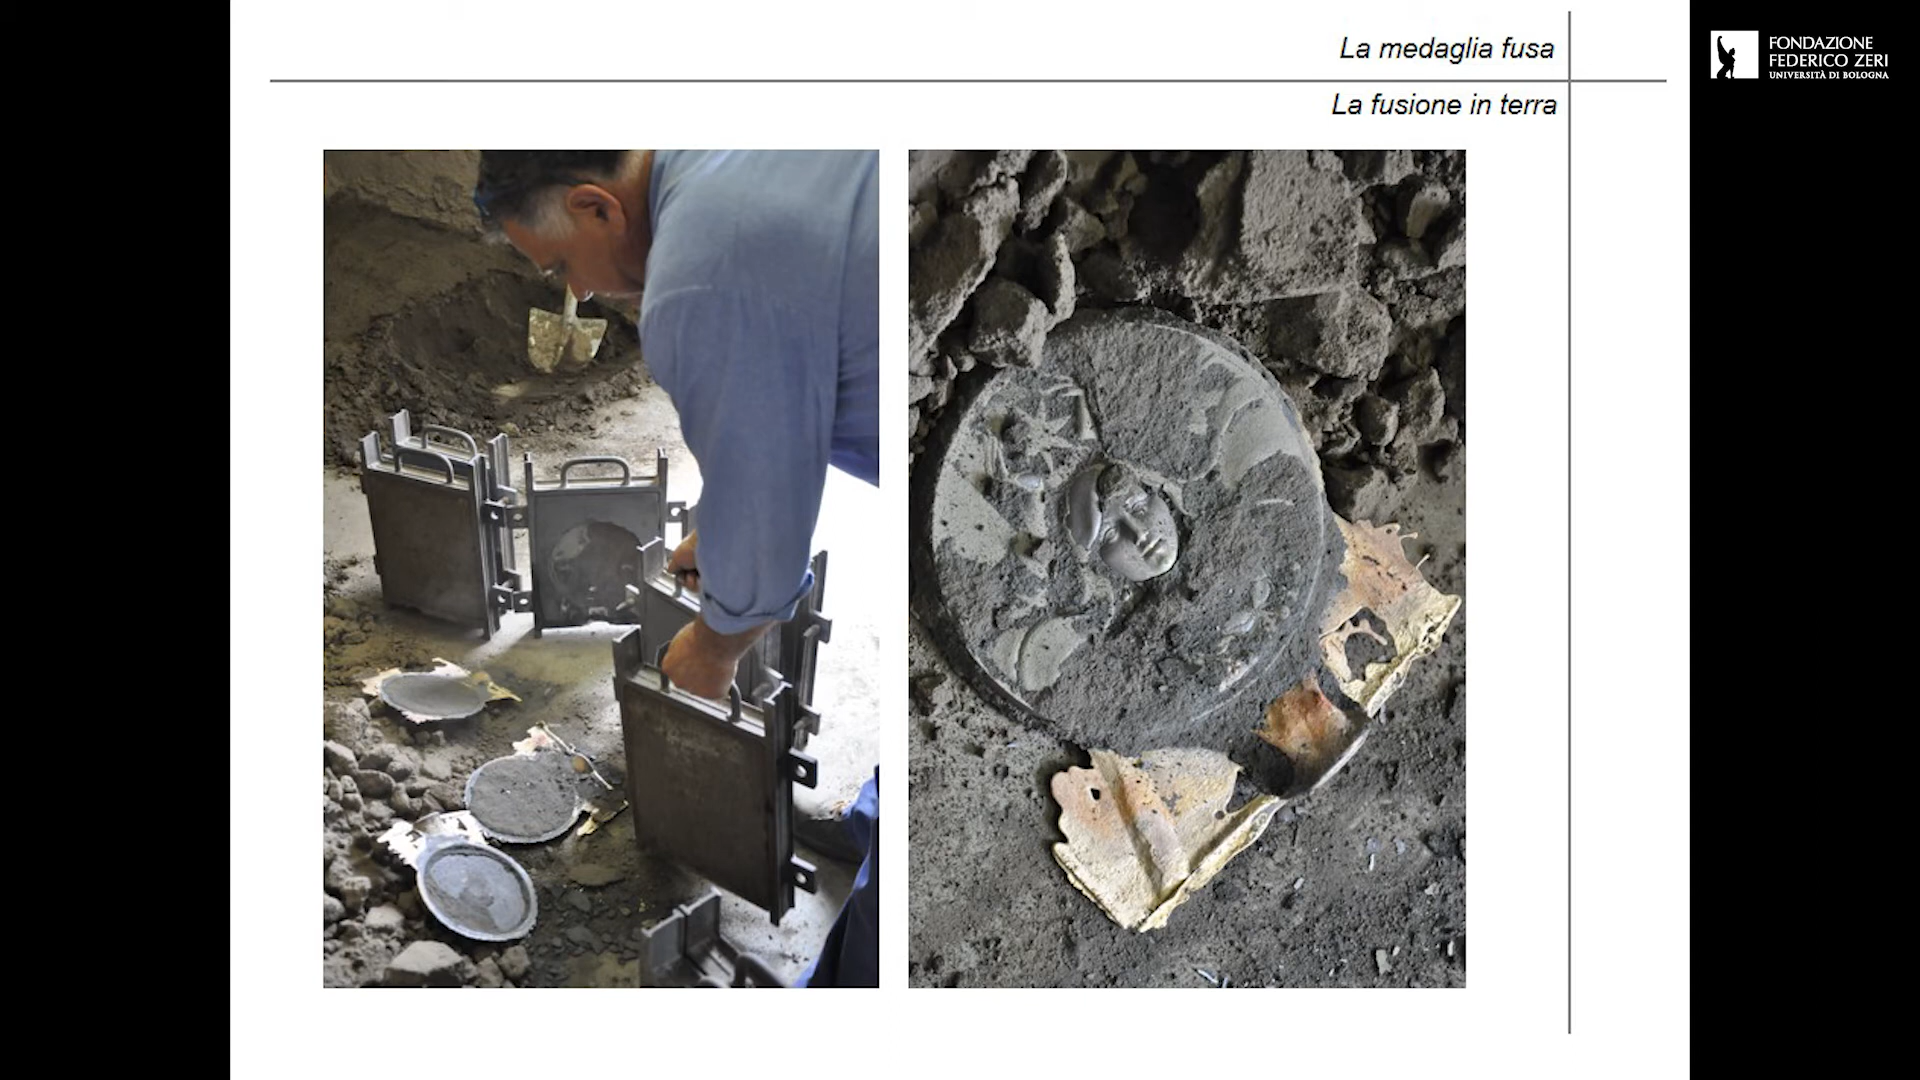 La medaglia fusa
La fusione in terra
FONDAZIONE
FEDERICO ZERI
UNIVERSITÀ DI BOLOGNA